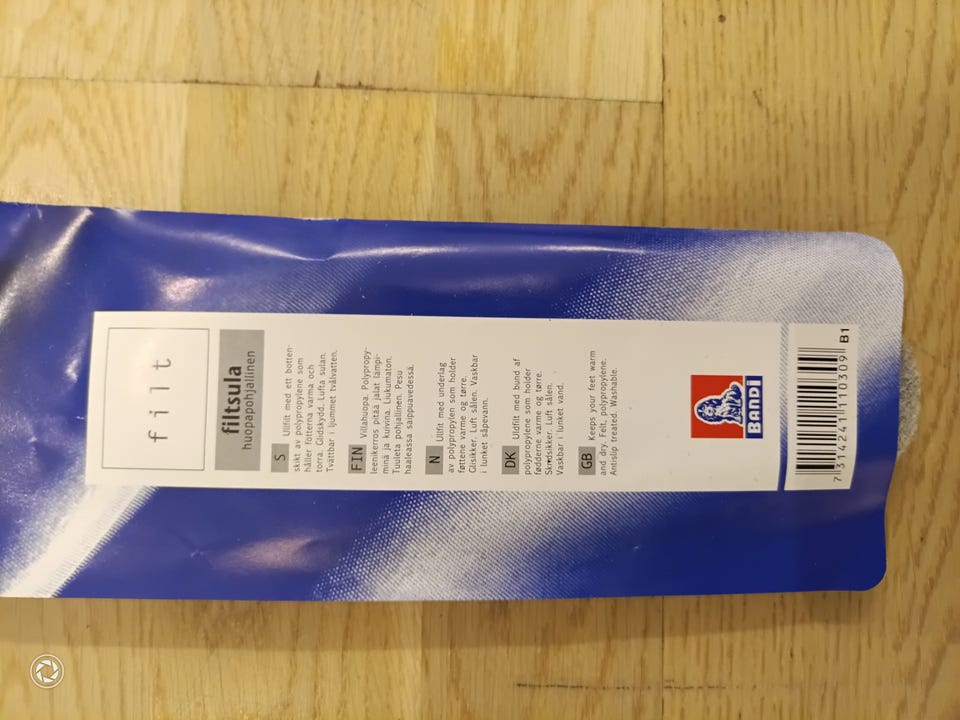 filt
filtsula
huopapohjallinen
S Ullfilt med ett botten-
skikt av polypropylene som
håller fötterna varma och
torra. Glidskydd. Lufta sulan.
Tvättbar i ljummet tvålvatten.
FIN Villahuopa. Polypropy-
leenikerros pitää jalat lämpi-
minä ja kuivina. Liukumaton.
Tuuleta pohjallinen. Pesu
haaleassa saippuavedessä.
N Ullfilt med underlag
av polypropylen som holder
føttene varme og tørre.
Glisikker. Luft sålen. Vaskbar
i lunket såpevann.
DK Uldfilt med bund af
polypropylene som holder
fødderne varme og tørre.
Skridsikker. Luft sålen.
Vaskbar i lunket vand.
GB Keeps your feet warm
and dry. Felt, polypropylene.
Antislip treated. Washable.
BANDI
7 314241 110309 B1